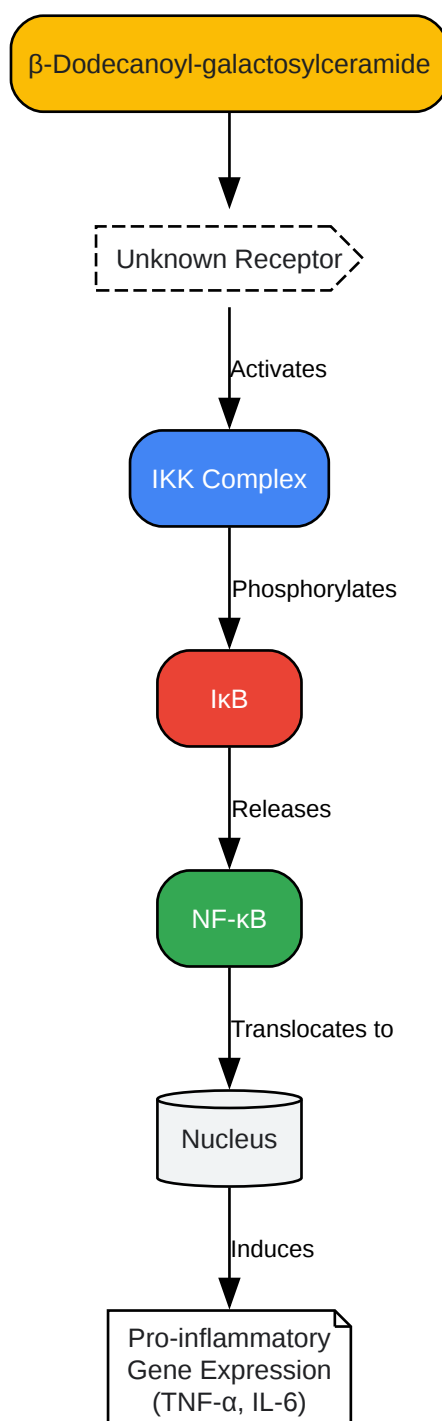 β-Dodecanoyl-galactosylceramide
Unknown Receptor
Activates
IKK Complex
Phosphorylates
IκB
Releases
NF-κB
Translocates to
Nucleus
Induces
Pro-inflammatory
Gene Expression
(TNF-α, IL-6)